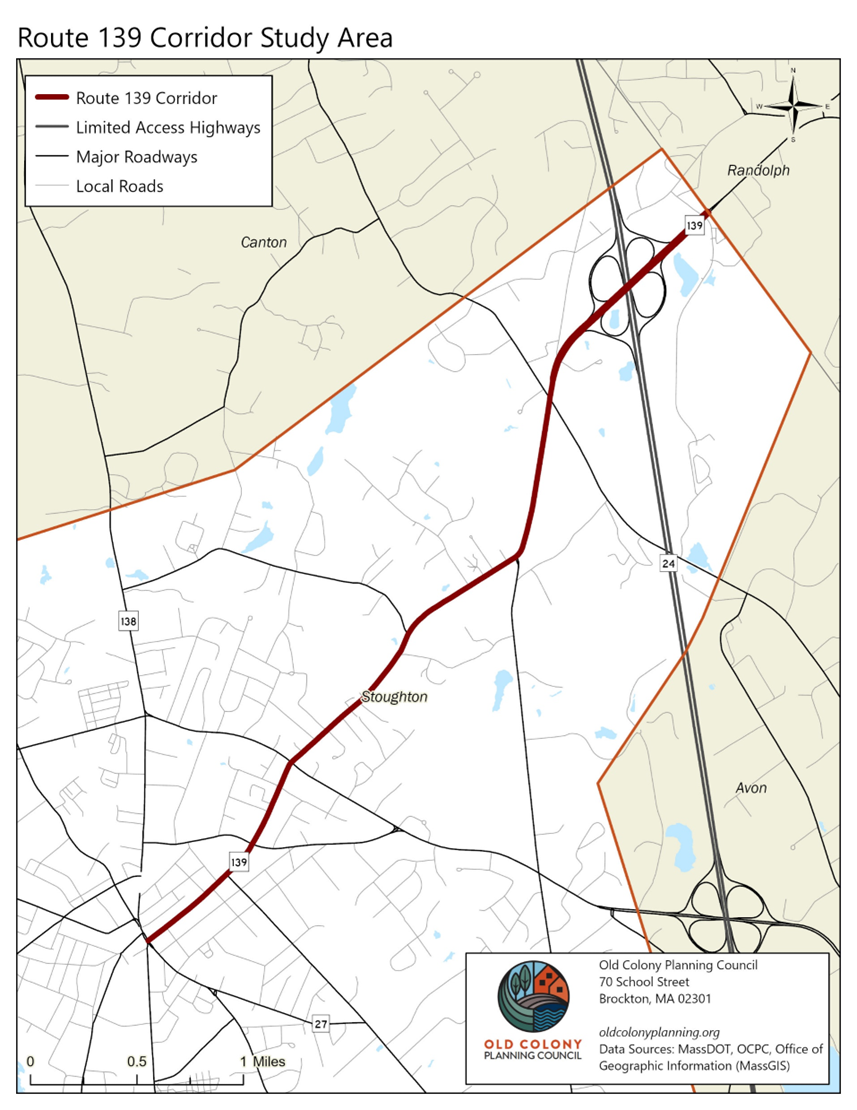 Route 139 Corridor Study Area
Route 139 Corridor
Limited Access Highways
Major Roadways
Local Roads
N
W
E
S
Randolph
139
Canton
24
138
Stoughton
Avon
139
27
0
0.5
1 Miles
OLD COLONY
PLANNING COUNCIL
Old Colony Planning Council
70 School Street
Brockton, MA 02301
oldcolonyplanning.org
Data Sources: MassDOT, OCPC, Office of
Geographic Information (MassGIS)